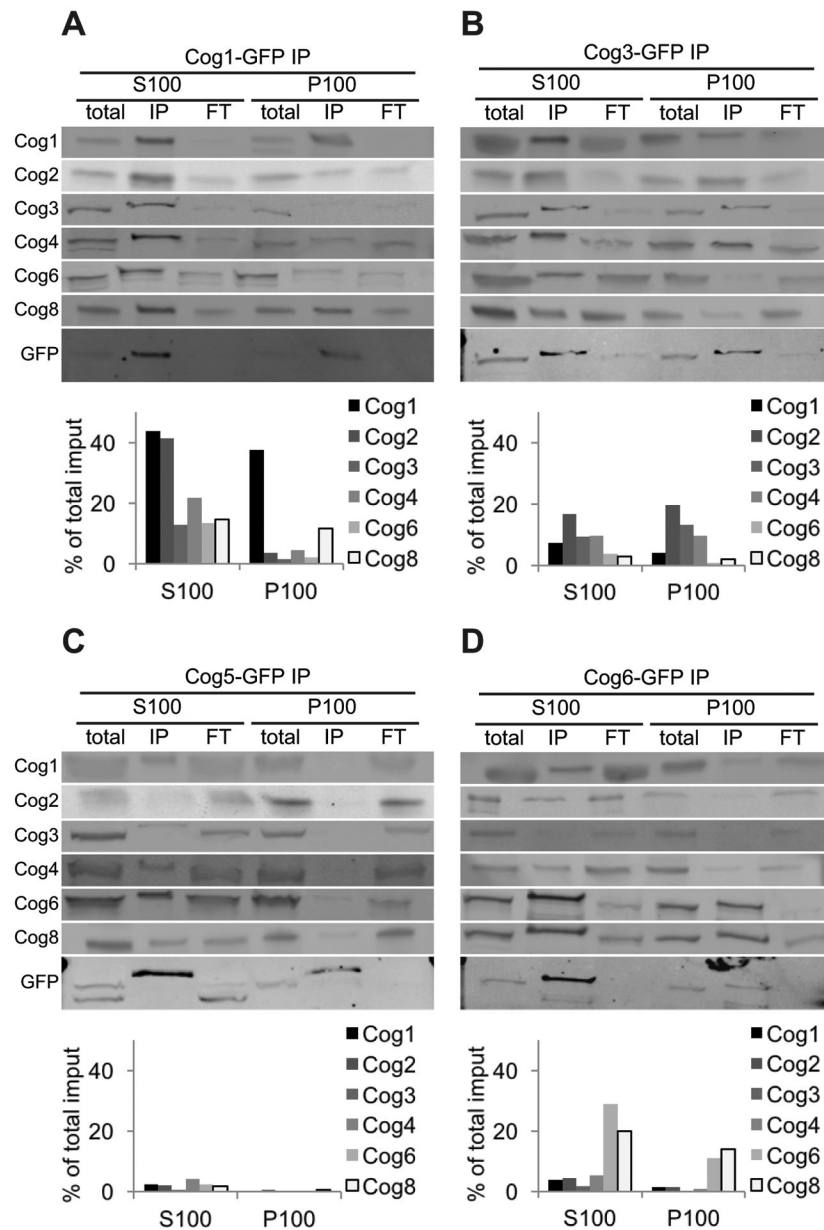 A
Cog1-GFP IP
S100 P100
total IP FT total IP FT
Cog1
Cog2
Cog3
Cog4
Cog6
Cog8
GFP
% of total imput
40
20
0
S100 P100
Cog1
Cog2
Cog3
Cog4
Cog6
Cog8
B
Cog3-GFP IP
S100 P100
total IP FT total IP FT
% of total imput
40
20
0
S100 P100
Cog1
Cog2
Cog3
Cog4
Cog6
Cog8
C
Cog5-GFP IP
S100 P100
total IP FT total IP FT
Cog1
Cog2
Cog3
Cog4
Cog6
Cog8
GFP
% of total imput
40
20
0
S100 P100
Cog1
Cog2
Cog3
Cog4
Cog6
Cog8
D
Cog6-GFP IP
S100 P100
total IP FT total IP FT
% of total imput
40
20
0
S100 P100
Cog1
Cog2
Cog3
Cog4
Cog6
Cog8